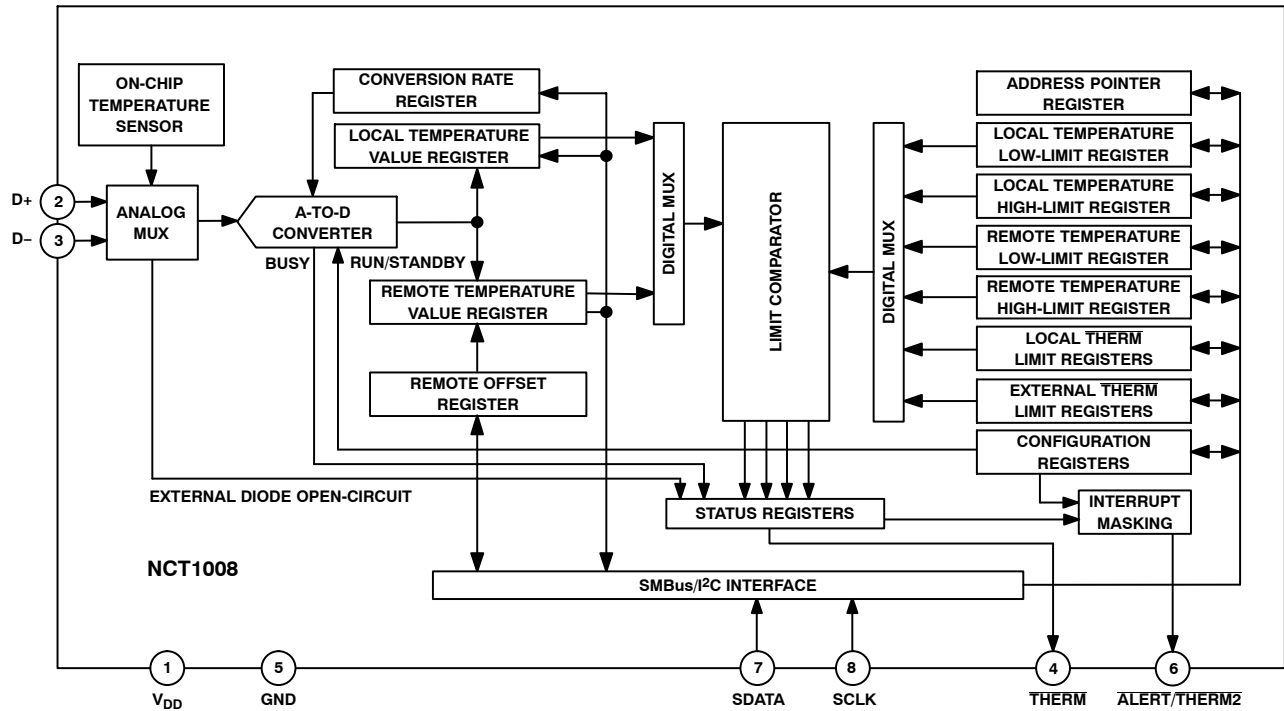 ON-CHIP
TEMPERATURE
SENSOR
CONVERSION RATE
REGISTER
LOCAL TEMPERATURE
VALUE REGISTER
D+
2
D−
3
ANALOG
MUX
A-TO-D
CONVERTER
BUSY
RUN/STANDBY
REMOTE TEMPERATURE
VALUE REGISTER
REMOTE OFFSET
REGISTER
DIGITAL MUX
LIMIT COMPARATOR
DIGITAL MUX
ADDRESS POINTER
REGISTER
LOCAL TEMPERATURE
LOW-LIMIT REGISTER
LOCAL TEMPERATURE
HIGH-LIMIT REGISTER
REMOTE TEMPERATURE
LOW-LIMIT REGISTER
REMOTE TEMPERATURE
HIGH-LIMIT REGISTER
LOCAL THERM
LIMIT REGISTERS
EXTERNAL THERM
LIMIT REGISTERS
CONFIGURATION
REGISTERS
EXTERNAL DIODE OPEN-CIRCUIT
STATUS REGISTERS
INTERRUPT
MASKING
NCT1008
SMBus/I²C INTERFACE
1
VDD
5
GND
7
SDATA
8
SCLK
4
THERM
6
ALERT/THERM2